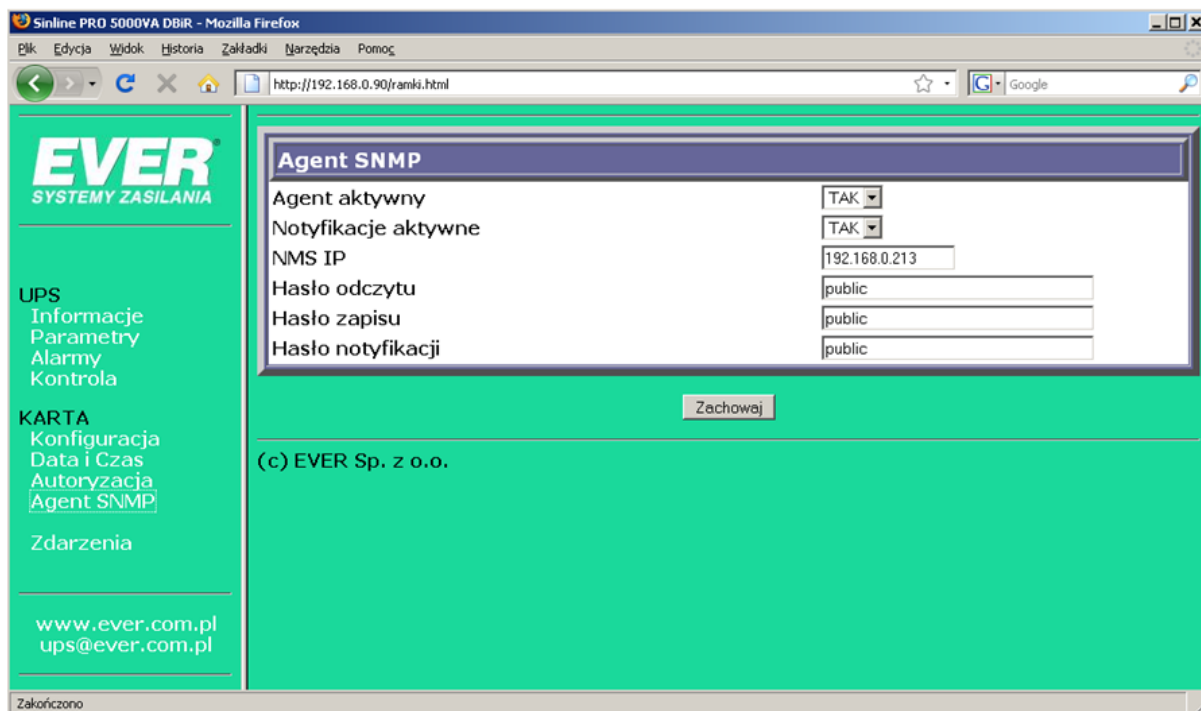 Sinline PRO 5000VA DBiR - Mozilla Firefox
Plik Edycja Widok Historia Zakładki Narzędzia Pomoc
http://192.168.0.90/ramki.html G Google
EVER®
SYSTEMY ZASILANIA
UPS
Informacje
Parametry
Alarmy
Kontrola
KARTA
Konfiguracja
Data i Czas
Autoryzacja
Agent SNMP
Zdarzenia
www.ever.com.pl
ups@ever.com.pl
Agent SNMP
Agent aktywny TAK
Notyfikacje aktywne TAK
NMS IP 192.168.0.213
Hasło odczytu public
Hasło zapisu public
Hasło notyfikacji public
Zachowaj
(c) EVER Sp. z o.o.
Zakończono